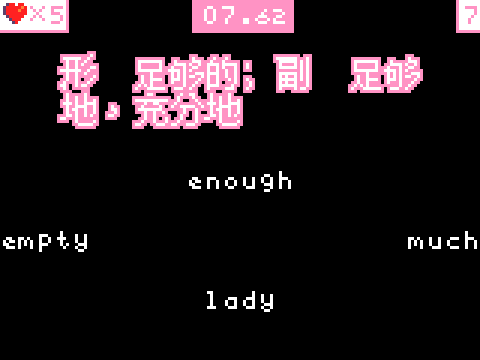 ×5 07.62 7
形 足够的；副 足够
地，充分地
enough
empty much
lady